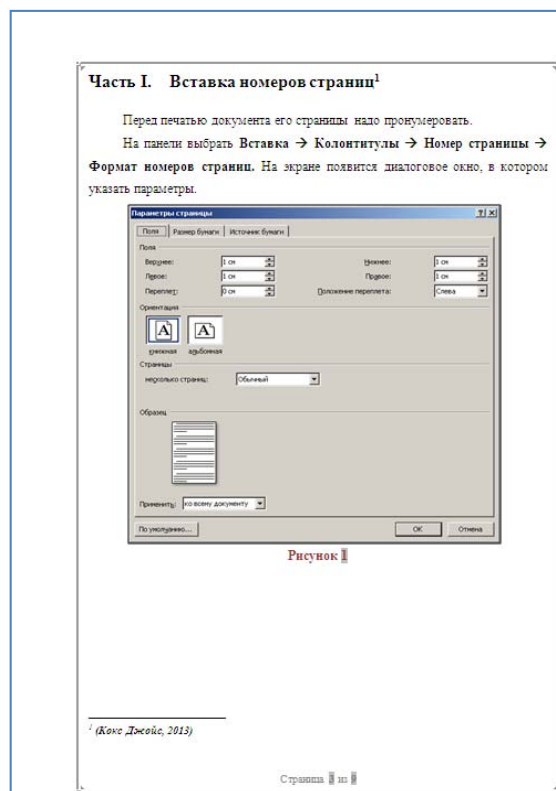 Часть I. Вставка номеров страниц¹
Перед печатью документа его страницы надо пронумеровать.
На панели выбрать Вставка → Колонтитулы → Номер страницы →
Формат номеров страниц. На экране появится диалоговое окно, в котором
указать параметры.
Параметры страницы
Поля Размер бумаги Источник бумаги
Поля
Верхнее: 1 см Нижнее: 1 см
Левое: 1 см Правое: 1 см
Переплет: 0 см Положение переплета: Слева
Ориентация
книжная альбомная
Страницы
несколько страниц: Обычный
Образец
Применить: ко всему документу
По умолчанию... ОК Отмена
Рисунок 1
¹ (Кокс Джойс, 2013)
Страница 3 из 9